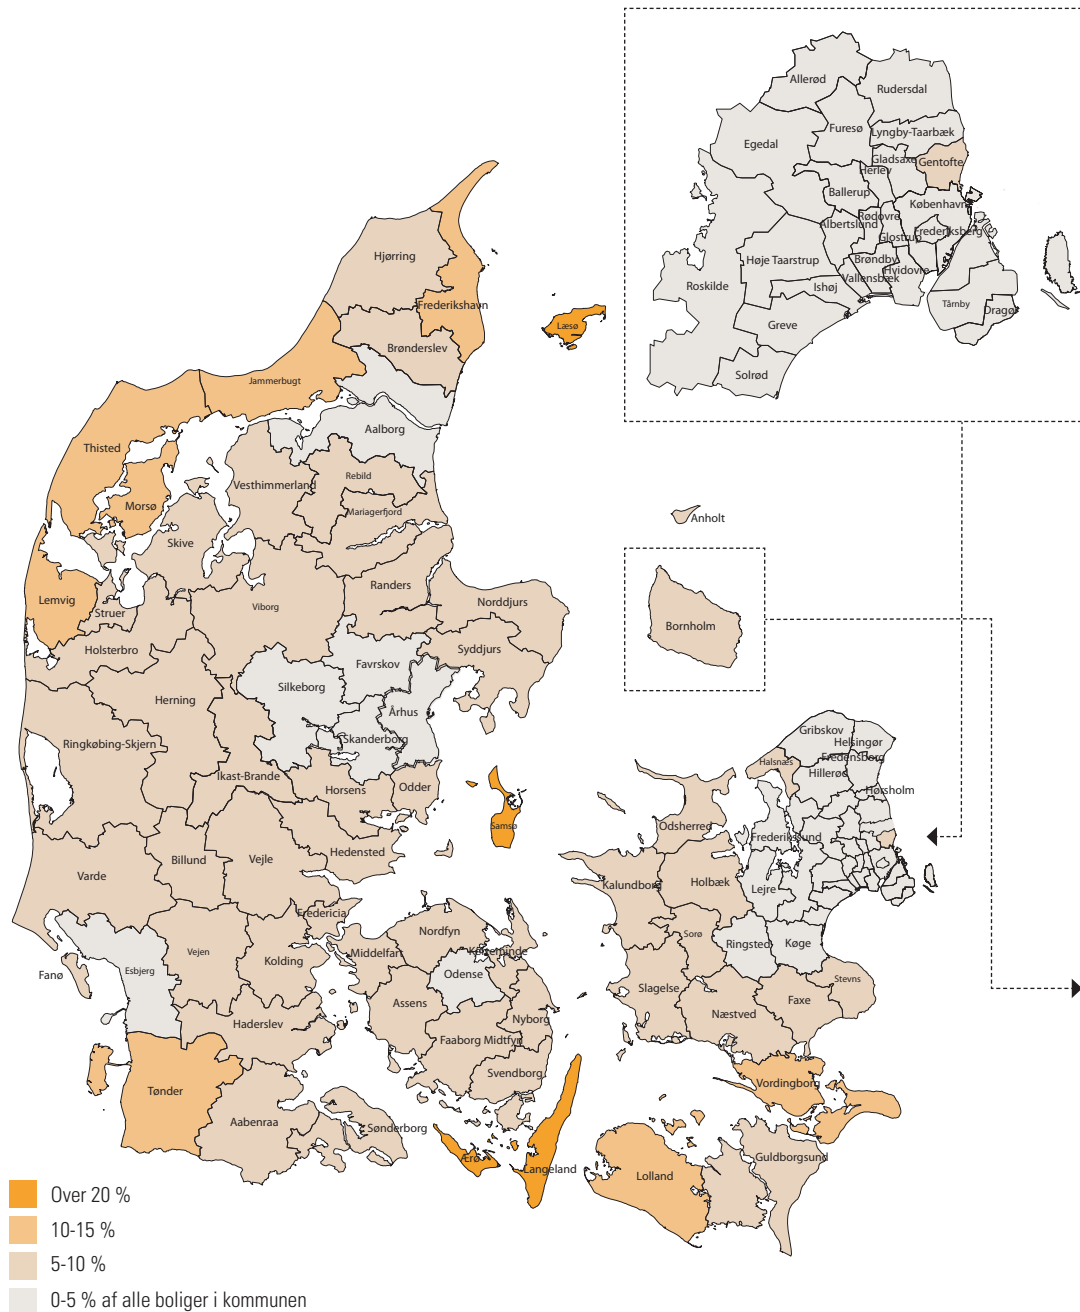 Allerød
Rudersdal
Furesø
Lyngby-Taarbæk
Egedal
Gladsaxe
Gentofte
Herlev
Ballerup
København
Rødovre
Albertslund
Frederiksberg
Glostrup
Høje Taarstrup
Brøndby
Hvidovre
Vallensbæk
Ishøj
Roskilde
Tårnby
Dragør
Greve
Solrød
Hjørring
Frederikshavn
Læsø
Brønderslev
Jammerbugt
Aalborg
Thisted
Vesthimmerland
Rebild
Morsø
Mariagerfjord
Anholt
Skive
Randers
Lemvig
Struer
Viborg
Norddjurs
Bornholm
Holsterbro
Favrskov
Syddjurs
Silkeborg
Herning
Århus
Ringkøbing-Skjern
Skanderborg
Gribskov
Helsingør
Fredensborg
Halsnæs
Hillerød
Ikast-Brande
Horsens
Odder
Hørsholm
Samsø
Odsherred
Frederikssund
Hedensted
Billund
Vejle
Varde
Kalundborg
Holbæk
Lejre
Fredericia
Nordfyn
Sorø
Ringsted
Køge
Middelfart
Kerteminde
Vejen
Kolding
Fanø
Esbjerg
Odense
Stevns
Slagelse
Assens
Faxe
Nyborg
Næstved
Haderslev
Faaborg Midtfyn
Svendborg
Vordingborg
Tønder
Aabenraa
Sønderborg
Ærø
Langeland
Lolland
Guldborgsund
Over 20 %
10-15 %
5-10 %
0-5 % af alle boliger i kommunen